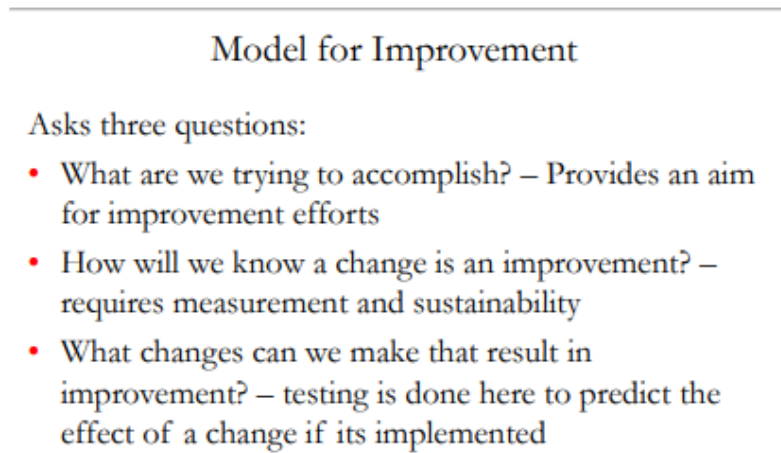 Model for Improvement
Asks three questions:
• What are we trying to accomplish? – Provides an aim
for improvement efforts
• How will we know a change is an improvement? –
requires measurement and sustainability
• What changes can we make that result in
improvement? – testing is done here to predict the
effect of a change if its implemented